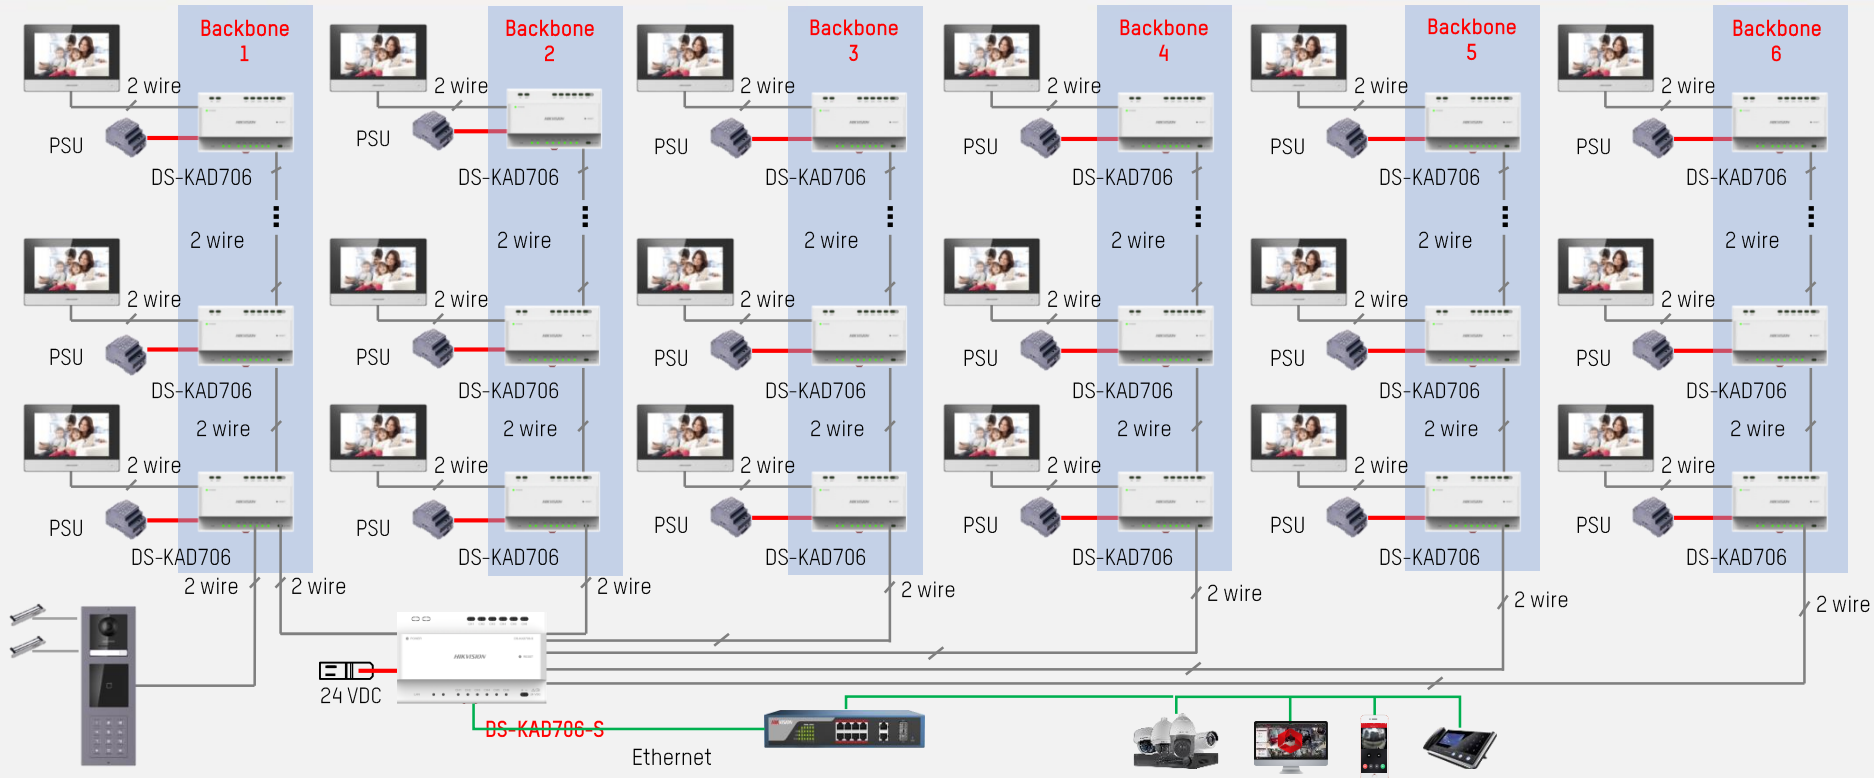 Backbone
1
Backbone
2
Backbone
3
Backbone
4
Backbone
5
Backbone
6
2 wire
2 wire
2 wire
2 wire
2 wire
2 wire
PSU
PSU
PSU
PSU
PSU
PSU
HIKVISION
DS-KAD706
DS-KAD706
DS-KAD706
DS-KAD706
DS-KAD706
DS-KAD706
2 wire
2 wire
2 wire
2 wire
2 wire
2 wire
2 wire
2 wire
2 wire
2 wire
2 wire
2 wire
PSU
PSU
PSU
PSU
PSU
PSU
DS-KAD706
DS-KAD706
DS-KAD706
DS-KAD706
DS-KAD706
DS-KAD706
2 wire
2 wire
2 wire
2 wire
2 wire
2 wire
2 wire
2 wire
2 wire
2 wire
2 wire
2 wire
PSU
PSU
PSU
PSU
PSU
PSU
DS-KAD706
DS-KAD706
DS-KAD706
DS-KAD706
DS-KAD706
DS-KAD706
2 wire
2 wire
2 wire
2 wire
2 wire
2 wire
2 wire
HIKVISION
24 VDC
DS-KAD706-S
HIKVISION
Ethernet